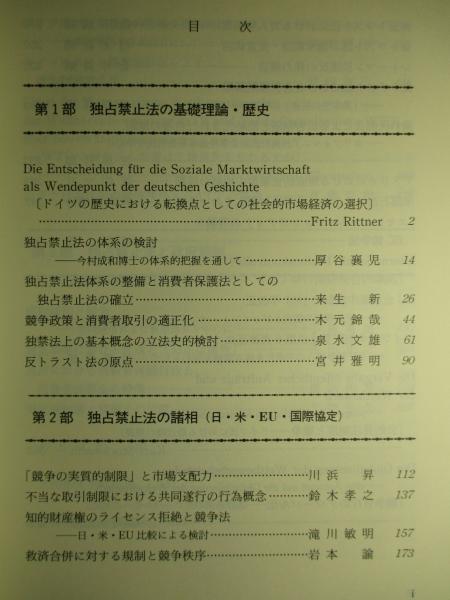 目 次
第1部 独占禁止法の基礎理論・歴史
Die Entscheidung für die Soziale Marktwirtschaft
als Wendepunkt der deutschen Geshichte
〔ドイツの歴史における転換点としての社会的市場経済の選択〕
……………………………………………………Fritz Rittner 2
独占禁止法の体系の検討
——今村成和博士の体系的把握を通して………………厚谷襄児 14
独占禁止法体系の整備と消費者保護法としての
独占禁止法の確立………………………………来生 新 26
競争政策と消費者取引の適正化………………………木元錦哉 44
独禁法上の基本概念の立法史的検討…………………泉水文雄 61
反トラスト法の原点……………………………………宮井雅明 90
第2部 独占禁止法の諸相(日・米・EU・国際協定)
「競争の実質的制限」と市場支配力…………………川浜 昇 112
不当な取引制限における共同遂行の行為概念…………鈴木孝之 137
知的財産権のライセンス拒絶と競争法
——日・米・EU比較による検討………………………滝川敏明 157
救済合併に対する規制と競争秩序……………………岩本 諭 173
i